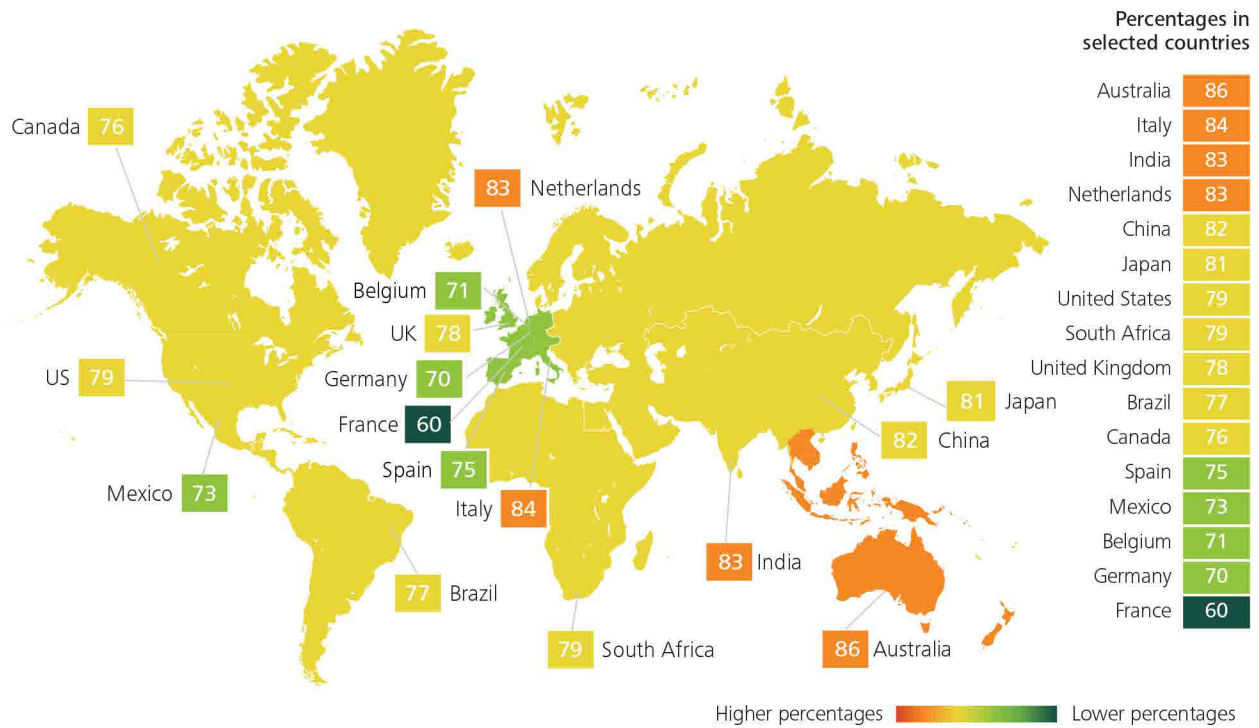 Percentages in
selected countries
Canada 76
Netherlands 83
Belgium 71
UK 78
US 79
Germany 70
France 60
Spain 75
Mexico 73
Italy 84
Brazil 77
South Africa 79
81 Japan
82 China
83 India
86 Australia
Australia 86
Italy 84
India 83
Netherlands 83
China 82
Japan 81
United States 79
South Africa 79
United Kingdom 78
Brazil 77
Canada 76
Spain 75
Mexico 73
Belgium 71
Germany 70
France 60
Higher percentages Lower percentages